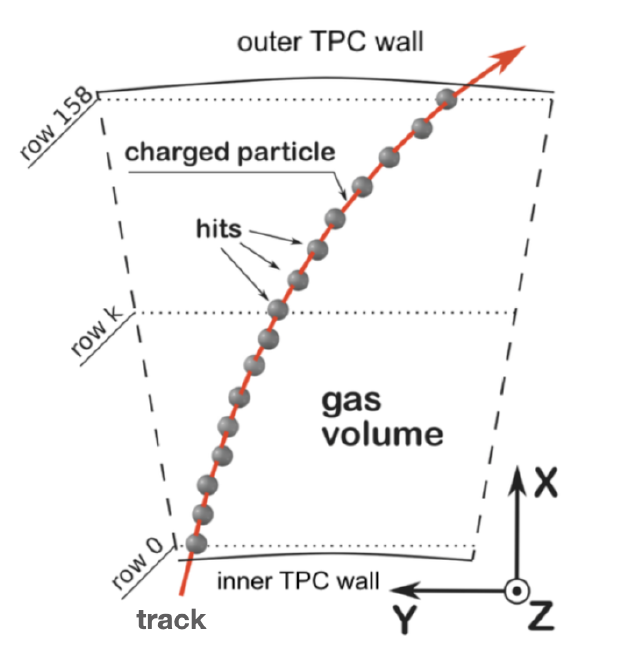 outer TPC wall
row 158
charged particle
hits
row k
gas
volume
X
row 0
inner TPC wall
Y
Z
track